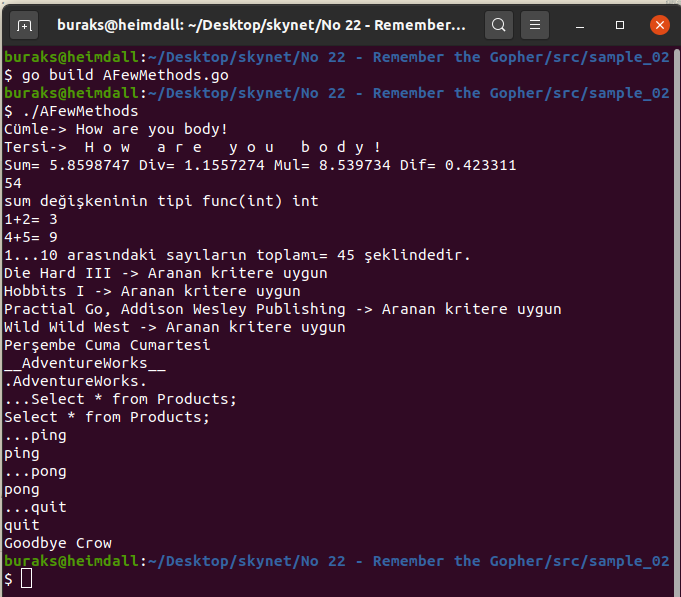 buraks@heimdall: ~/Desktop/skynet/No 22 - Remember...
buraks@heimdall:~/Desktop/skynet/No 22 - Remember the Gopher/src/sample_02
$ go build AFewMethods.go
buraks@heimdall:~/Desktop/skynet/No 22 - Remember the Gopher/src/sample_02
$ ./AFewMethods
Cümle-> How are you body!
Tersi->  H o w   a r e   y o u   b o d y !
Sum= 5.8598747 Div= 1.1557274 Mul= 8.539734 Dif= 0.423311
54
sum değişkeninin tipi func(int) int
1+2= 3
4+5= 9
1...10 arasındaki sayıların toplamı= 45 şeklindedir.
Die Hard III -> Aranan kritere uygun
Hobbits I -> Aranan kritere uygun
Practial Go, Addison Wesley Publishing -> Aranan kritere uygun
Wild Wild West -> Aranan kritere uygun
Perşembe Cuma Cumartesi
__AdventureWorks__
.AdventureWorks.
...Select * from Products;
Select * from Products;
...ping
ping
...pong
pong
...quit
quit
Goodbye Crow
buraks@heimdall:~/Desktop/skynet/No 22 - Remember the Gopher/src/sample_02
$